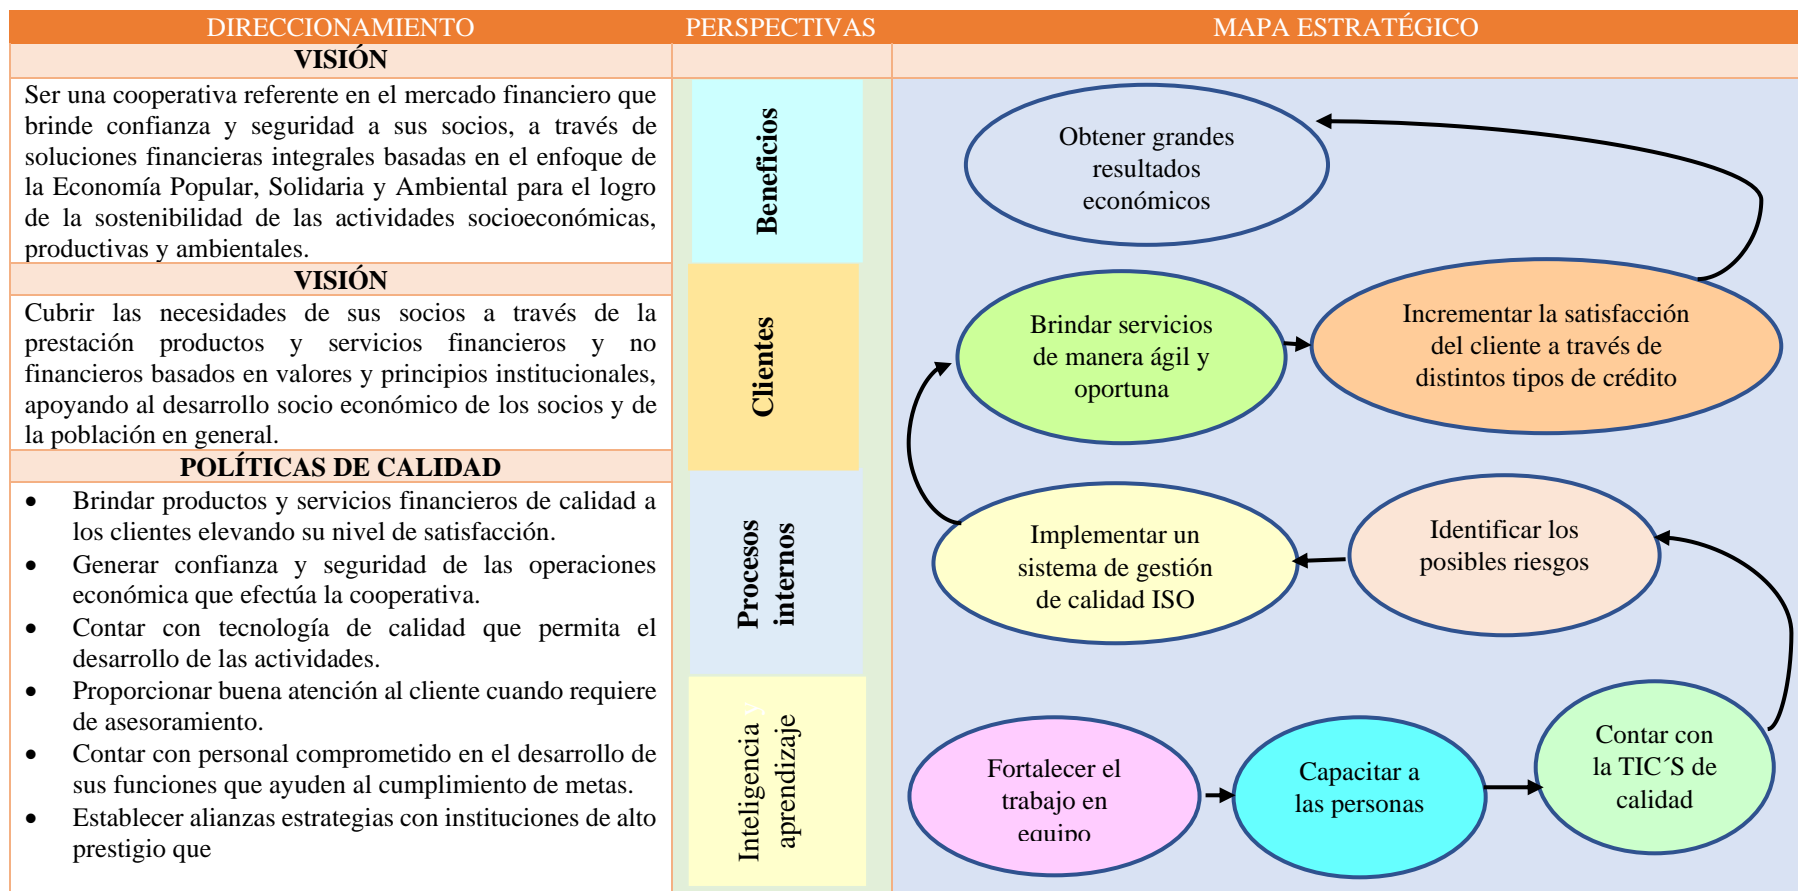 DIRECCIONAMIENTO
PERSPECTIVAS
MAPA ESTRATÉGICO
VISIÓN
Ser una cooperativa referente en el mercado financiero que
brinde confianza y seguridad a sus socios, a través de
soluciones financieras integrales basadas en el enfoque de
la Economía Popular, Solidaria y Ambiental para el logro
de la sostenibilidad de las actividades socioeconómicas,
productivas y ambientales.
VISIÓN
Cubrir las necesidades de sus socios a través de la
prestación productos y servicios financieros y no
financieros basados en valores y principios institucionales,
apoyando al desarrollo socio económico de los socios y de
la población en general.
POLÍTICAS DE CALIDAD
• Brindar productos y servicios financieros de calidad a
los clientes elevando su nivel de satisfacción.
• Generar confianza y seguridad de las operaciones
económica que efectúa la cooperativa.
• Contar con tecnología de calidad que permita el
desarrollo de las actividades.
• Proporcionar buena atención al cliente cuando requiere
de asesoramiento.
• Contar con personal comprometido en el desarrollo de
sus funciones que ayuden al cumplimiento de metas.
• Establecer alianzas estrategias con instituciones de alto
prestigio que
Beneficios
Clientes
Procesos
internos
Inteligencia y
aprendizaje
Obtener grandes
resultados
económicos
Brindar servicios
de manera ágil y
oportuna
Incrementar la satisfacción
del cliente a través de
distintos tipos de crédito
Implementar un
sistema de gestión
de calidad ISO
Identificar los
posibles riesgos
Fortalecer el
trabajo en
equipo
Capacitar a
las personas
Contar con
la TIC´S de
calidad